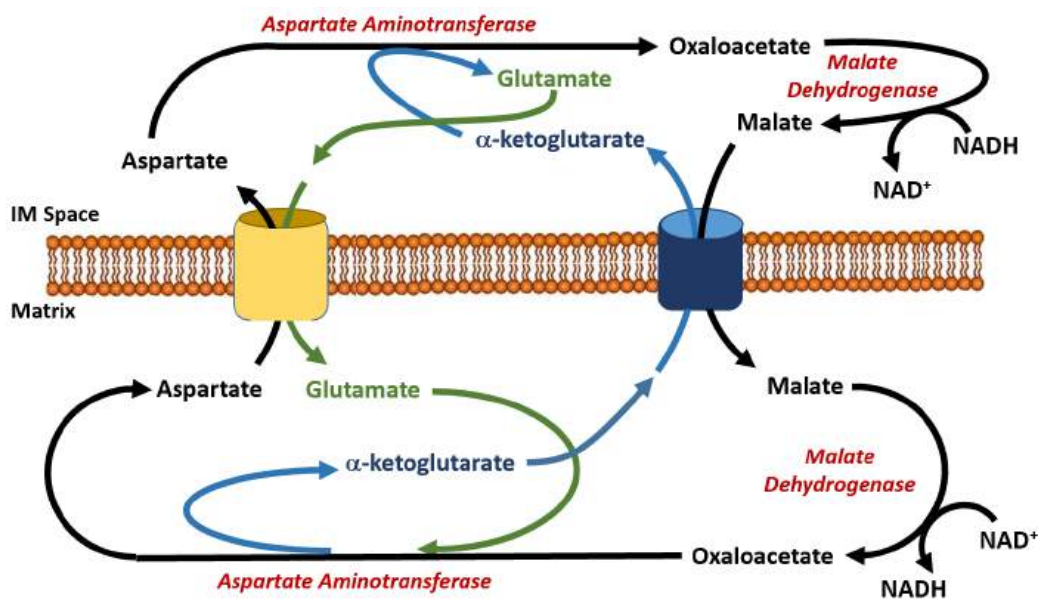 Aspartate Aminotransferase
Oxaloacetate
Malate
Dehydrogenase
Glutamate
α-ketoglutarate
Malate
NADH
NAD⁺
Aspartate
IM Space
Matrix
Aspartate
Glutamate
Malate
α-ketoglutarate
Malate
Dehydrogenase
NAD⁺
Oxaloacetate
NADH
Aspartate Aminotransferase